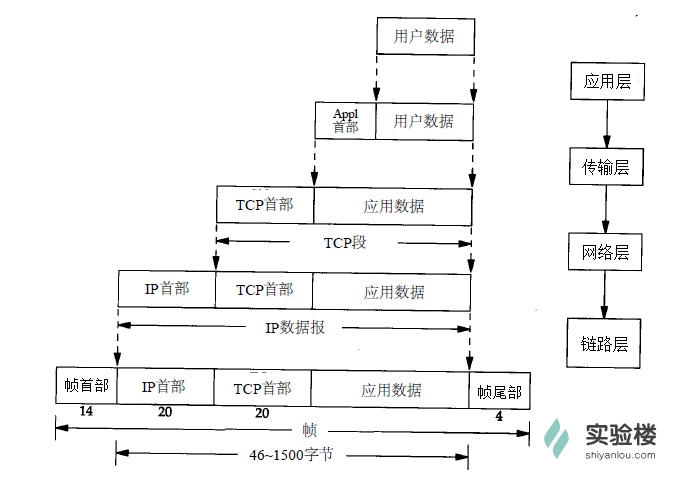 用户数据
应用层
Appl
首部
用户数据
传输层
TCP首部
应用数据
TCP段
网络层
IP首部
TCP首部
应用数据
IP数据报
链路层
帧首部
IP首部
TCP首部
应用数据
帧尾部
14
20
20
4
帧
46~1500字节
实验楼
shiyanlou.com